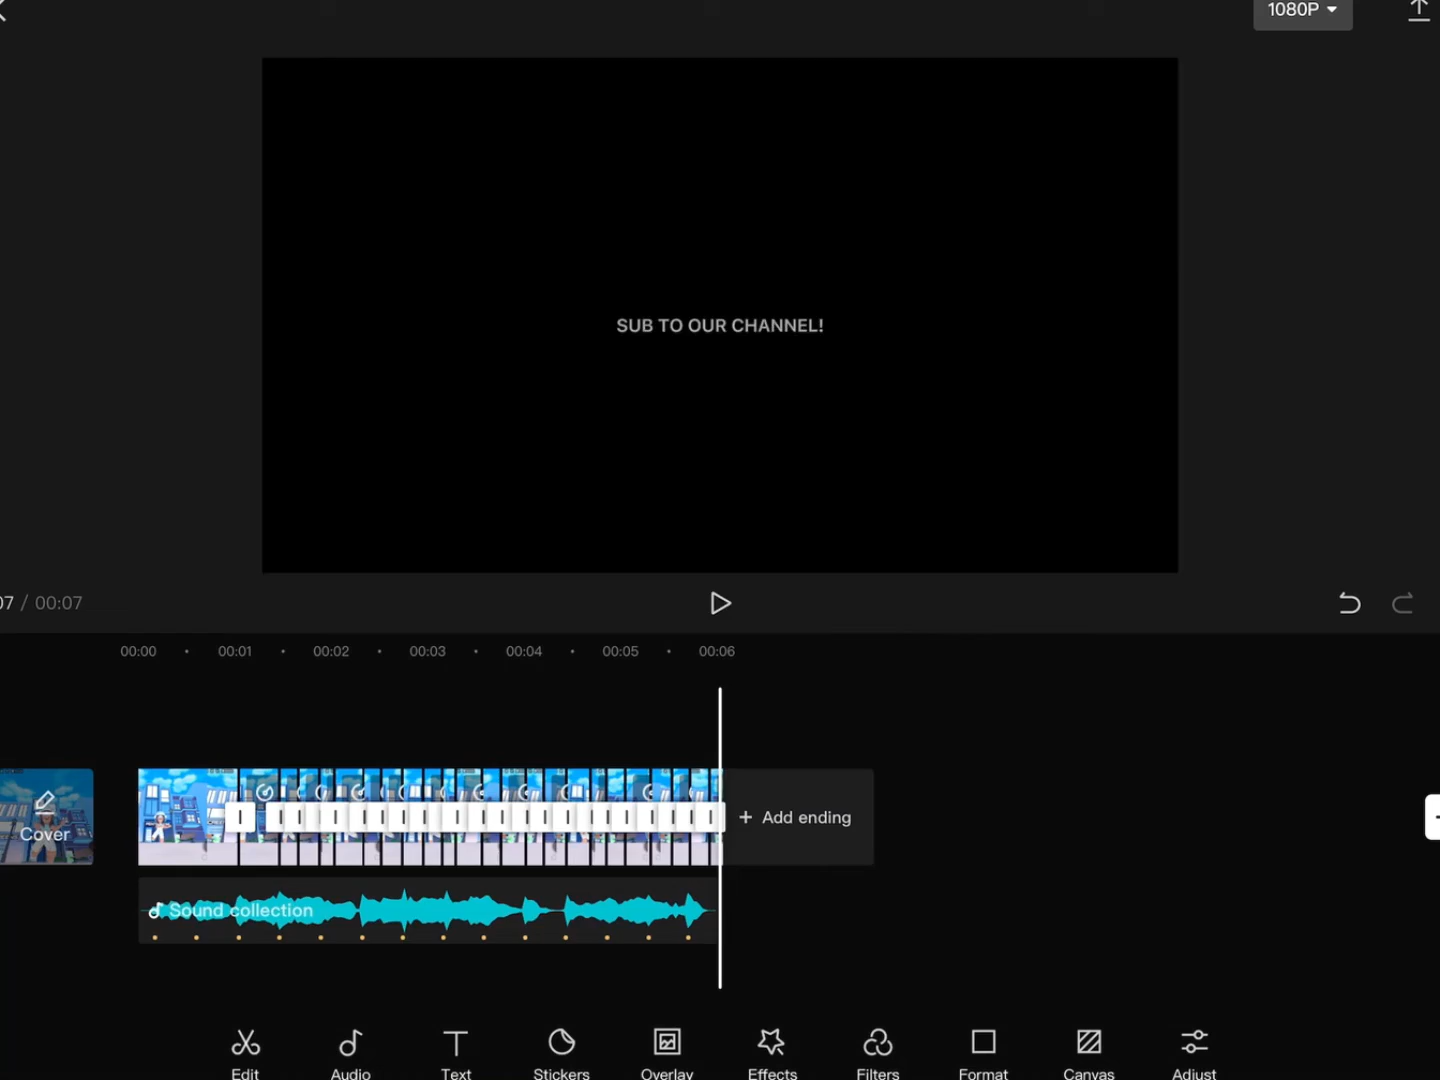 1080P
SUB TO OUR CHANNEL!
07 / 00:07
00:00 00:01 00:02 00:03 00:04 00:05 00:06
Cover
+ Add ending
Sound collection
Edit Audio Text Stickers Overlay Effects Filters Format Canvas Adjust